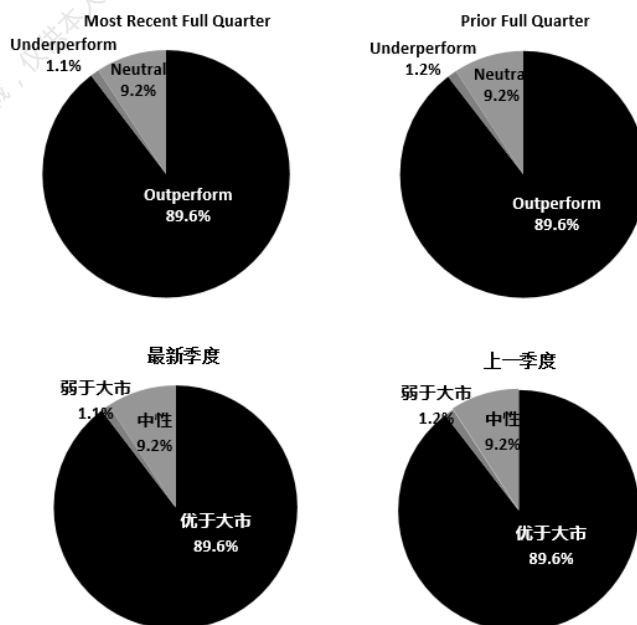 Most Recent Full Quarter
Prior Full Quarter
Underperform
1.1%
Neutral
9.2%
Outperform
89.6%
Underperform
1.2%
Neutral
9.2%
Outperform
89.6%
最新季度
上一季度
弱于大市
1.1%
中性
9.2%
优于大市
89.6%
弱于大市
1.2%
中性
9.2%
优于大市
89.6%